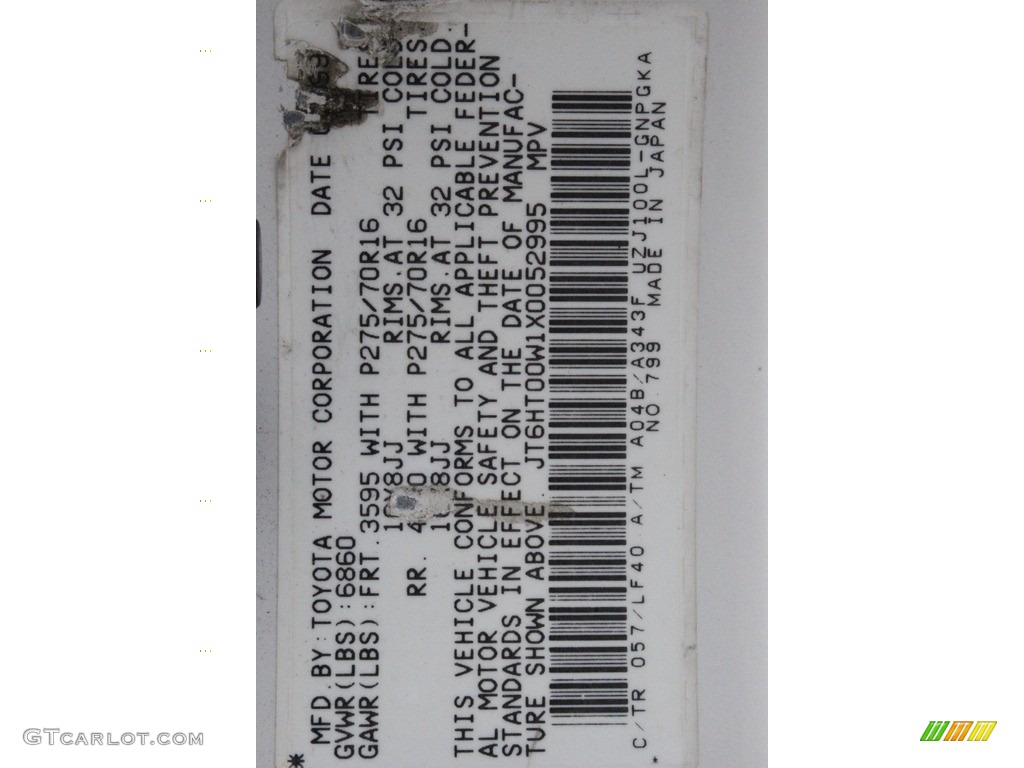 MFD.BY:TOYOTA MOTOR CORPORATION DATE
GVWR(LBS):6860
GAWR(LBS):FRT.3595 WITH P275/70R16
RIMS.AT 32 PSI COLD
RR. WITH P275/70R16 TIRES
RIMS.AT 32 PSI COLD
THIS VEHICLE CONFORMS TO ALL APPLICABLE FEDER-
AL MOTOR VEHICLE SAFETY AND THEFT PREVENTION
STANDARDS IN EFFECT ON THE DATE OF MANUFAC-
TURE SHOWN ABOVE. JT6HT00W1X0052995 MPV
C/TR 057/LF40 A/TM A04B/A343F UZJ100L-GNPGKA
NO.799 MADE IN JAPAN
GTCarLot.com